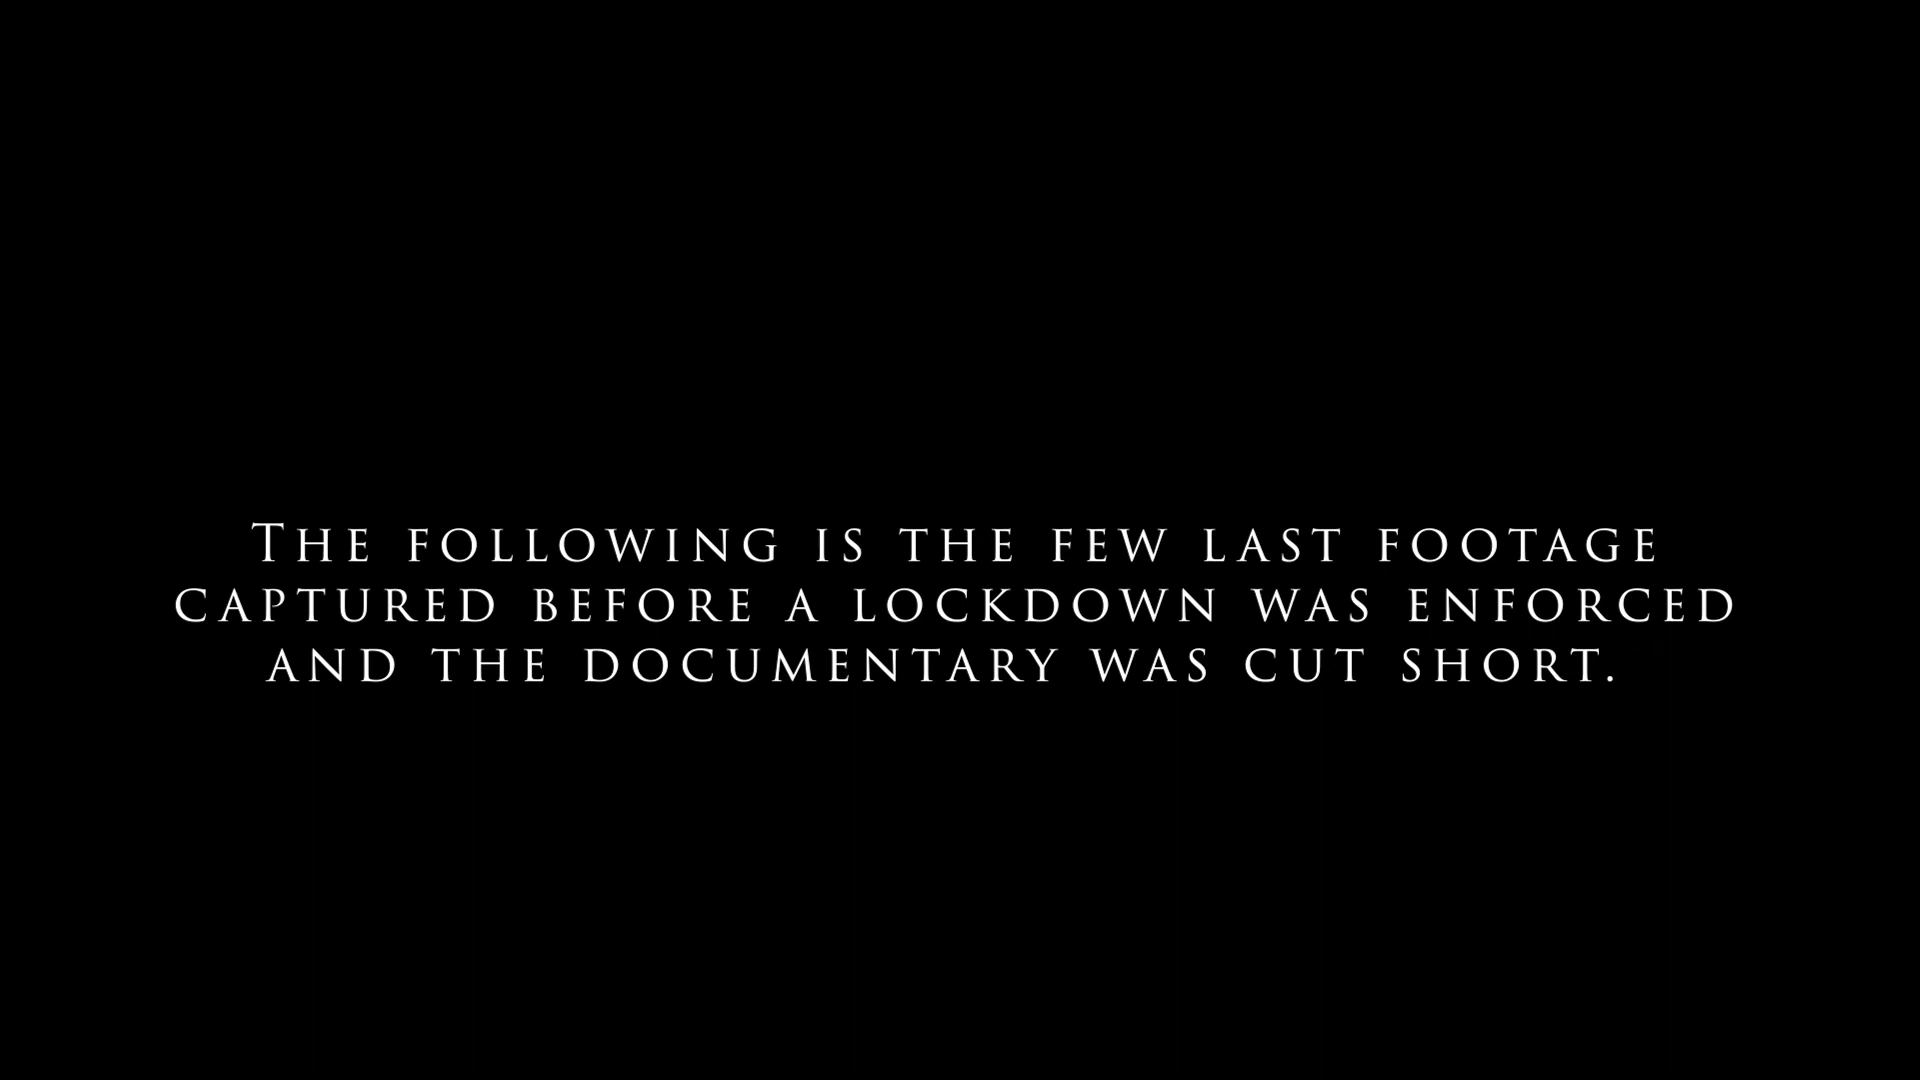 The following is the few last footage
captured before a lockdown was enforced
and the documentary was cut short.